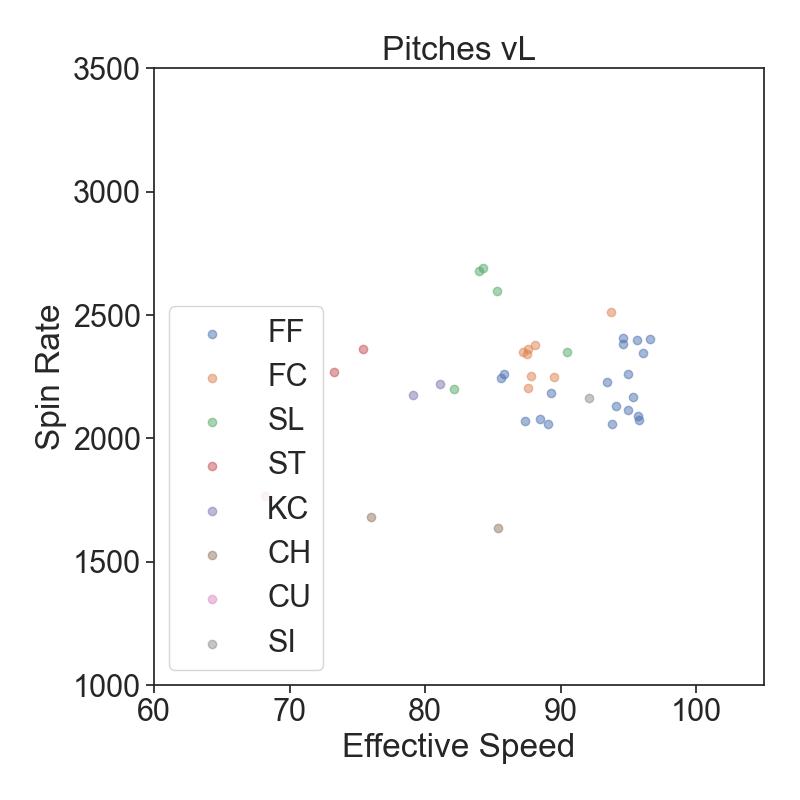 Pitches vL
3500
3000
2500
2000
1500
1000
Spin Rate
FF
FC
SL
ST
KC
CH
CU
SI
60 70 80 90 100
Effective Speed